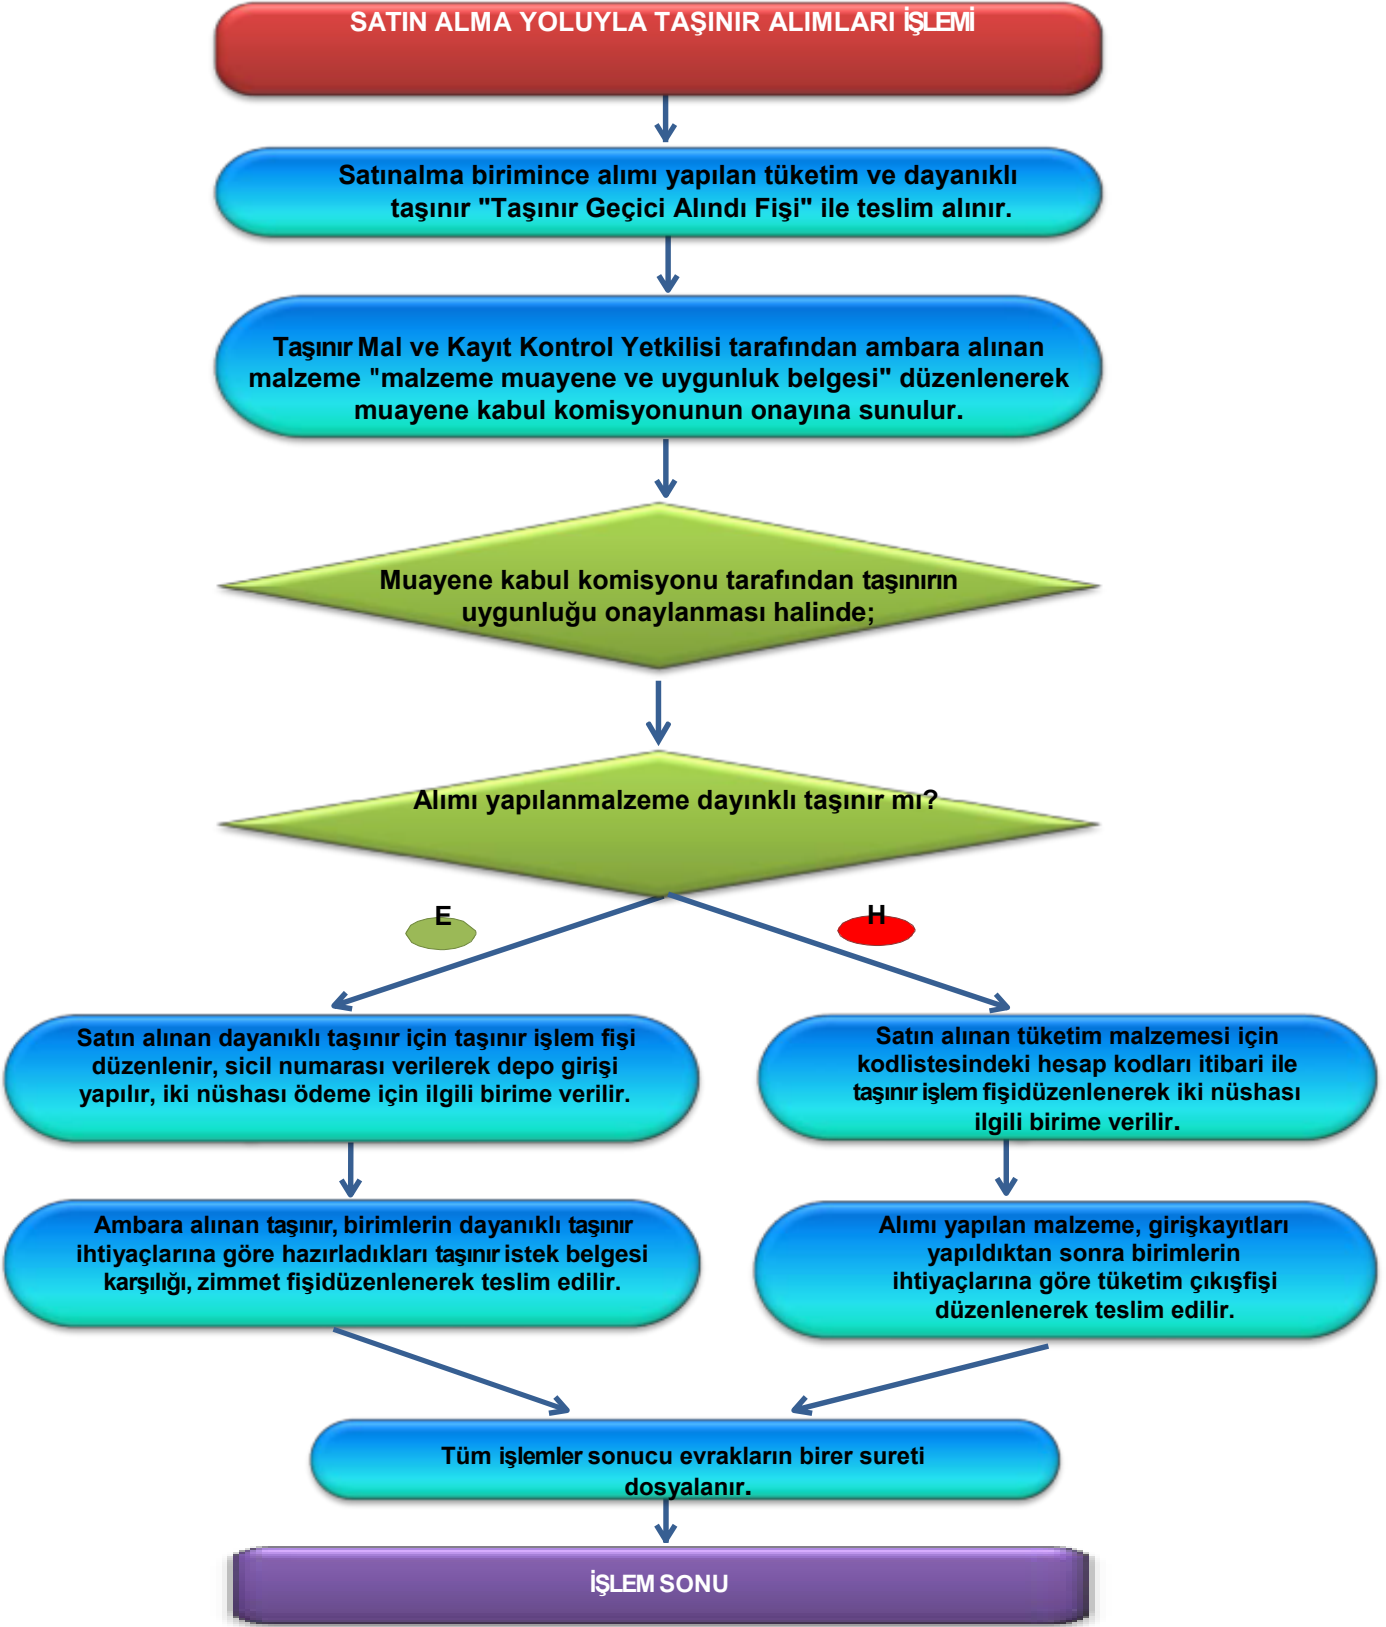 SATIN ALMA YOLUYLA TAŞINIR ALIMLARI İŞLEMİ
Satınalma birimince alımı yapılan tüketim ve dayanıklı
taşınır "Taşınır Geçici Alındı Fişi" ile teslim alınır.
Taşınır Mal ve Kayıt Kontrol Yetkilisi tarafından ambara alınan
malzeme "malzeme muayene ve uygunluk belgesi" düzenlenerek
muayene kabul komisyonunun onayına sunulur.
Muayene kabul komisyonu tarafından taşınırın
uygunluğu onaylanması halinde;
Alımı yapılanmalzeme dayınklı taşınır mı?
E
H
Satın alınan dayanıklı taşınır için taşınır işlem fişi
düzenlenir, sicil numarası verilerek depo girişi
yapılır, iki nüshası ödeme için ilgili birime verilir.
Satın alınan tüketim malzemesi için
kodlistesindeki hesap kodları itibari ile
taşınır işlem fişidüzenlenerek iki nüshası
ilgili birime verilir.
Ambara alınan taşınır, birimlerin dayanıklı taşınır
ihtiyaçlarına göre hazırladıkları taşınır istek belgesi
karşılığı, zimmet fişidüzenlenerek teslim edilir.
Alımı yapılan malzeme, girişkayıtları
yapıldıktan sonra birimlerin
ihtiyaçlarına göre tüketim çıkışfişi
düzenlenerek teslim edilir.
Tüm işlemler sonucu evrakların birer sureti
dosyalanır.
İŞLEM SONU